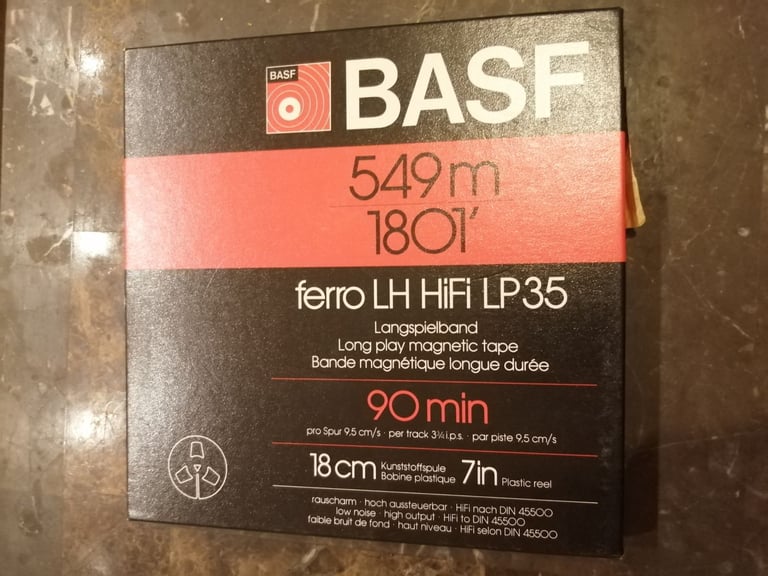 BASF
BASF
549m
1801'
ferro LH HiFi LP35
Langspielband
Long play magnetic tape
Bande magnétique longue durée
90 min
pro Spur 9,5 cm/s · per track 3¾ i.p.s. · par piste 9,5 cm/s
18 cm Kunststoffspule
Bobine plastique 7in Plastic reel
rauscharm · hoch aussteuerbar · HiFi nach DIN 45500
low noise · high output · HiFi to DIN 45500
faible bruit de fond · haut niveau · HiFi selon DIN 45500